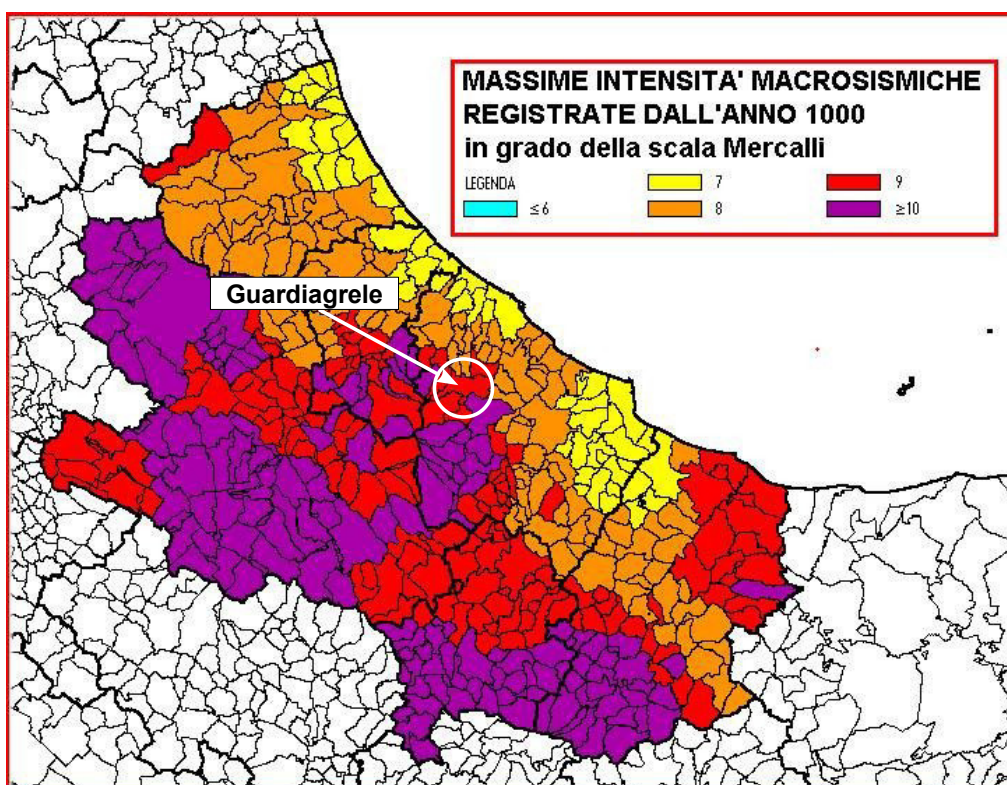 MASSIME INTENSITA' MACROSISMICHE
REGISTRATE DALL'ANNO 1000
in grado della scala Mercalli
LEGENDA
7
9
≤6
8
≥10
Guardiagrele